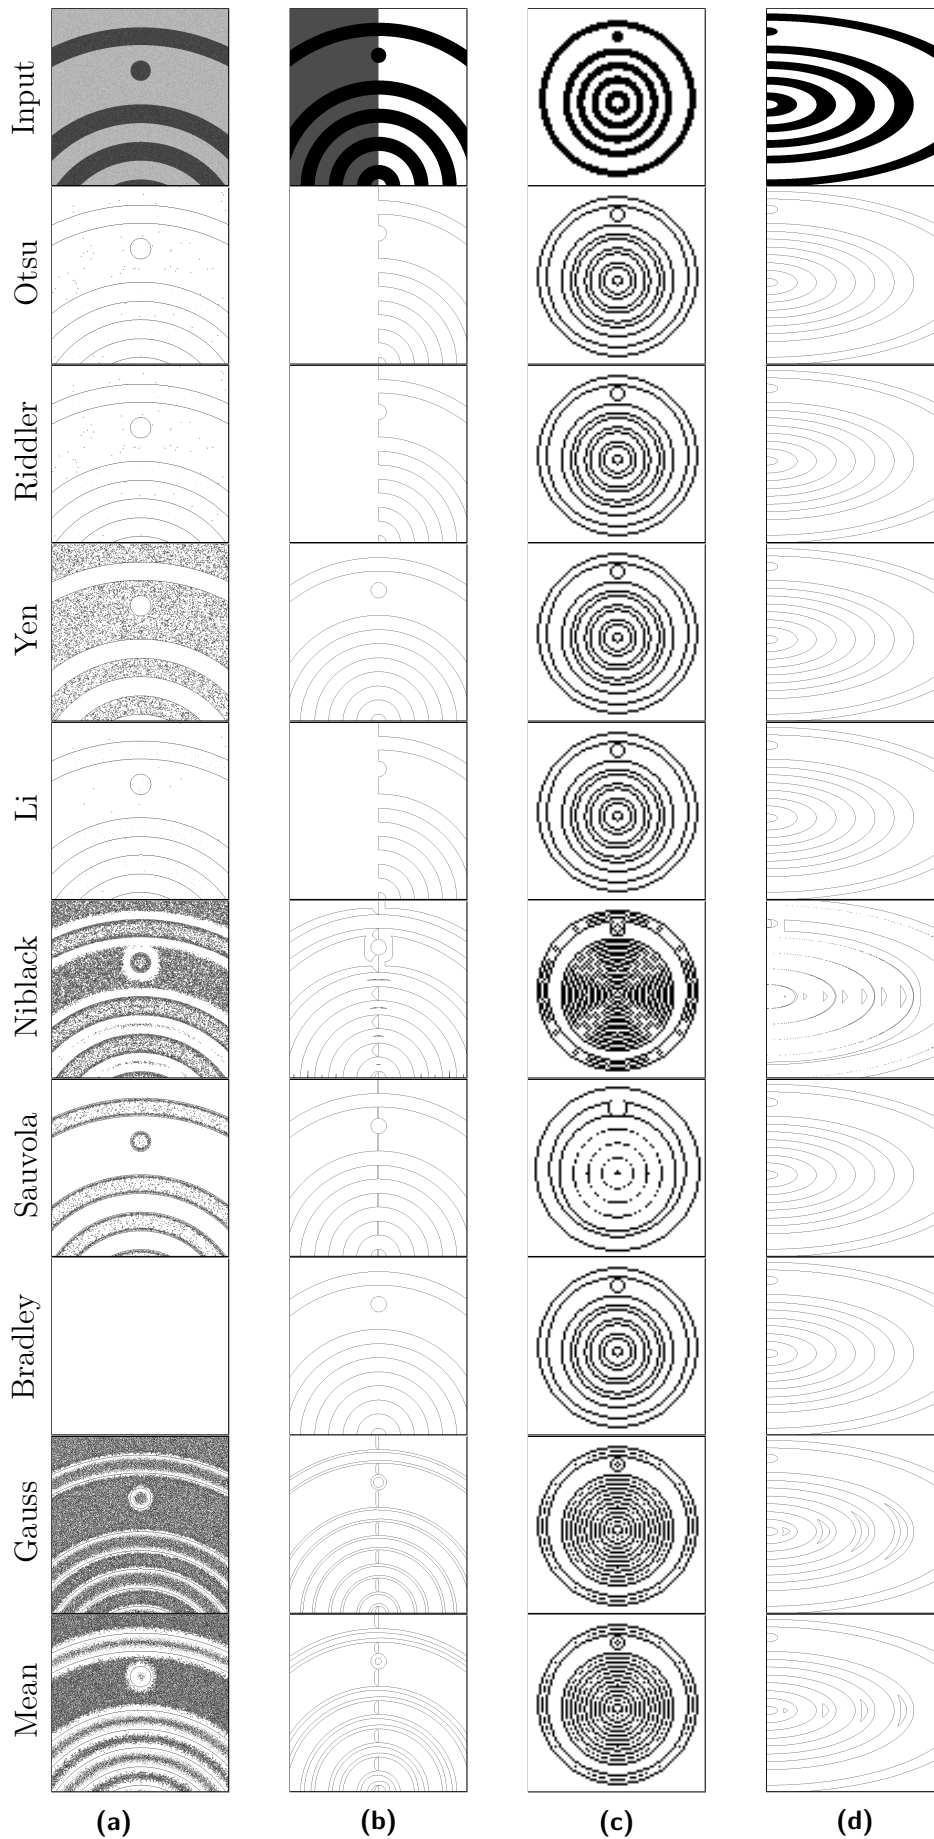 Input
Otsu
Riddler
Yen
Li
Niblack
Sauvola
Bradley
Gauss
Mean
(a) (b) (c) (d)